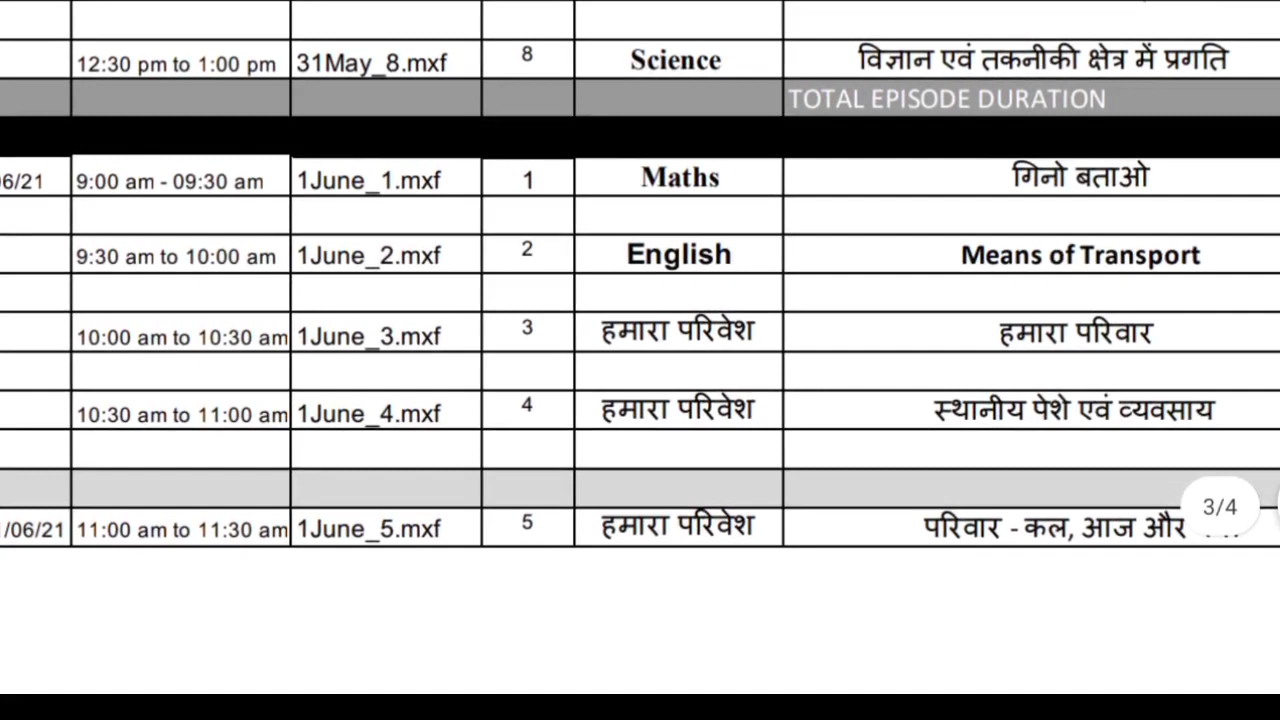 12:30 pm to 1:00 pm 31May_8.mxf 8 Science विज्ञान एवं तकनीकी क्षेत्र में प्रगति
TOTAL EPISODE DURATION
06/21 9:00 am - 09:30 am 1June_1.mxf 1 Maths गिनो बताओ
9:30 am to 10:00 am 1June_2.mxf 2 English Means of Transport
10:00 am to 10:30 am 1June_3.mxf 3 हमारा परिवेश हमारा परिवार
10:30 am to 11:00 am 1June_4.mxf 4 हमारा परिवेश स्थानीय पेशे एवं व्यवसाय
3/4
/06/21 11:00 am to 11:30 am 1June_5.mxf 5 हमारा परिवेश परिवार - कल, आज और